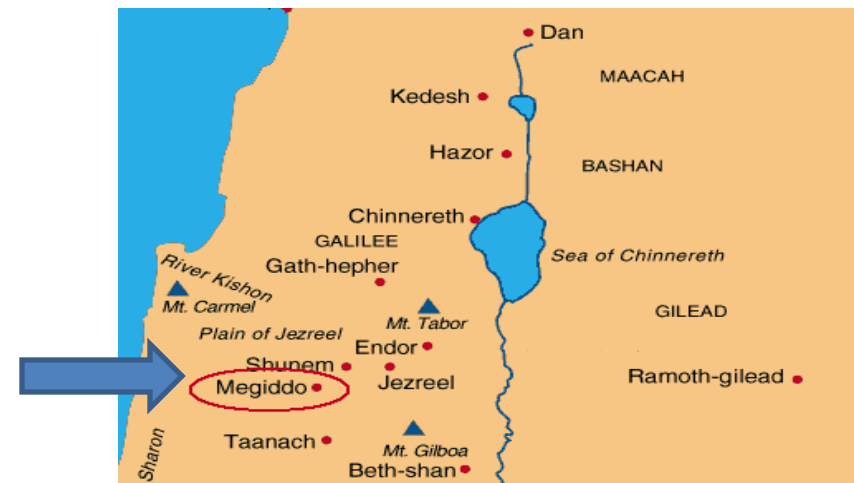 Dan
MAACAH
Kedesh
Hazor
BASHAN
Chinnereth
GALILEE
Sea of Chinnereth
River Kishon
Gath-hepher
Mt. Carmel
GILEAD
Mt. Tabor
Plain of Jezreel
Endor
Shunem
Jezreel
Ramoth-gilead
Megiddo
Taanach
Mt. Gilboa
Sharon
Beth-shan